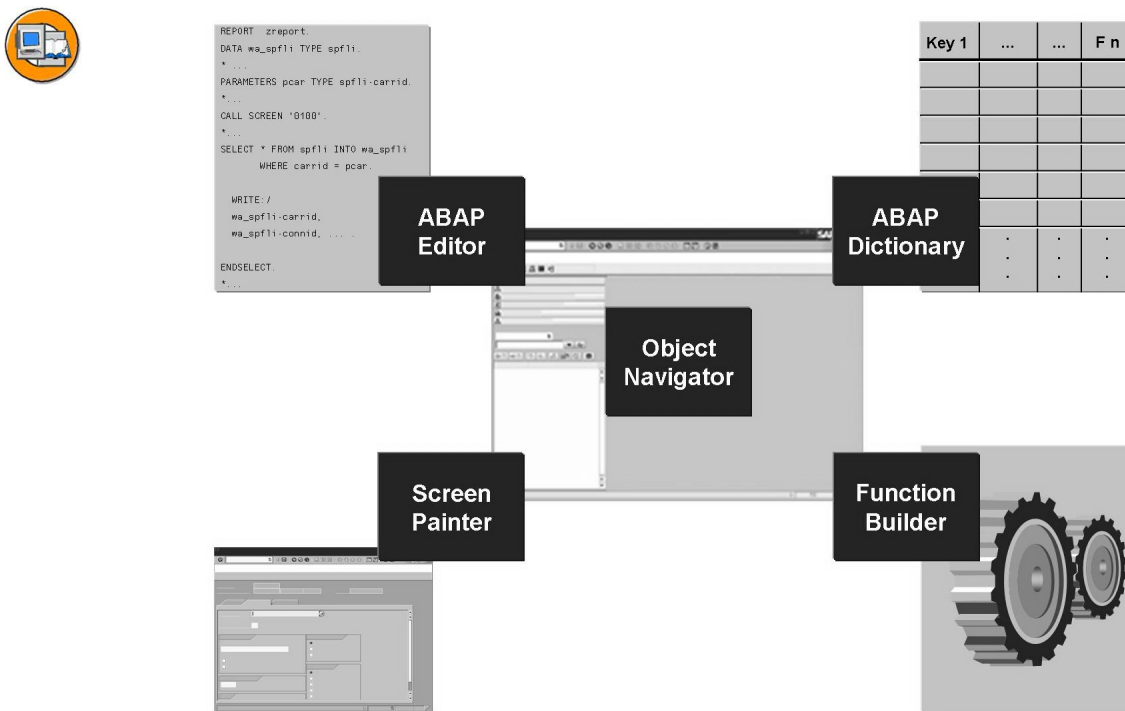 REPORT zreport.
DATA wa_spfli TYPE spfli.
* ...
PARAMETERS pcar TYPE spfli-carrid.
*...
CALL SCREEN '0100'.
*...
SELECT * FROM spfli INTO wa_spfli
WHERE carrid = pcar.
WRITE:/
wa_spfli-carrid,
wa_spfli-connid, ... .
ENDSELECT.
*...
Key 1 ... ... F n
. . .
. . .
. . .
ABAP
Editor
ABAP
Dictionary
Object
Navigator
Screen
Painter
Function
Builder